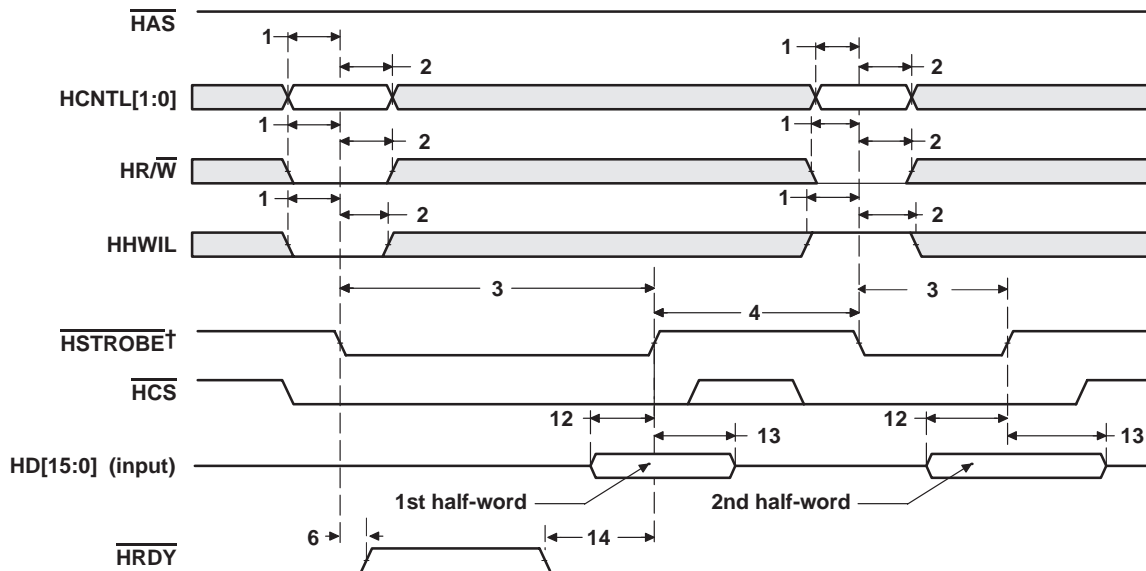 HAS
1
2
HCNTL[1:0]
1
2
HR/W
1
2
HHWIL
1
2
1
2
1
2
1
2
3
4
3
HSTROBE†
HCS
12
13
12
13
HD[15:0] (input)
1st half-word
2nd half-word
6
14
HRDY